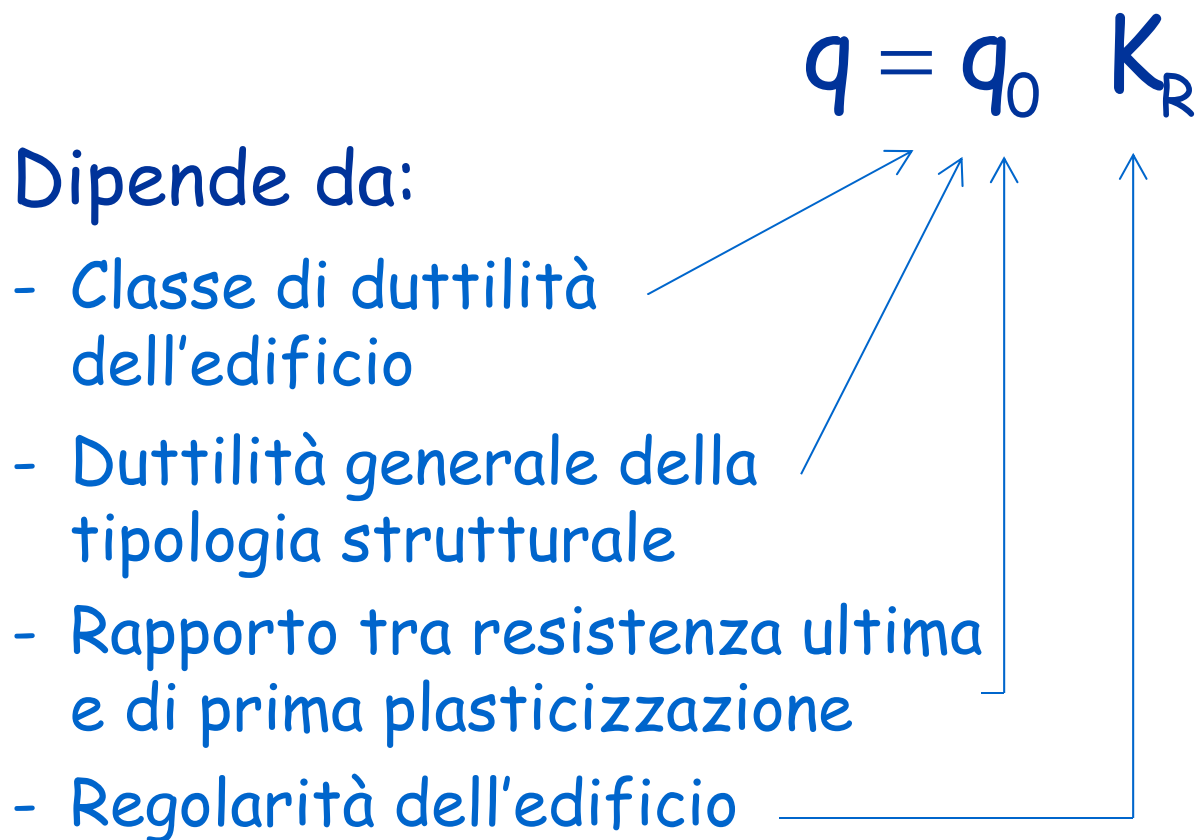 q = q0 KR
Dipende da:
- Classe di duttilità
dell'edificio
- Duttilità generale della
tipologia strutturale
- Rapporto tra resistenza ultima
e di prima plasticizzazione
- Regolarità dell'edificio